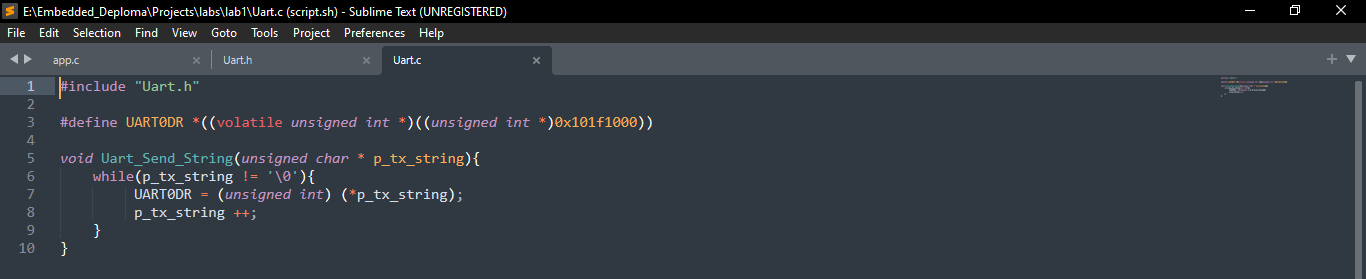 E:\Embedded_Deploma\Projects\labs\lab1\Uart.c (script.sh) - Sublime Text (UNREGISTERED)
File Edit Selection Find View Goto Tools Project Preferences Help
app.c × Uart.h × Uart.c ×
1 #include "Uart.h"
2
3 #define UART0DR *((volatile unsigned int *)((unsigned int *)0x101f1000))
4
5 void Uart_Send_String(unsigned char * p_tx_string){
6 while(p_tx_string != '\0'){
7 UART0DR = (unsigned int) (*p_tx_string);
8 p_tx_string ++;
9 }
10 }